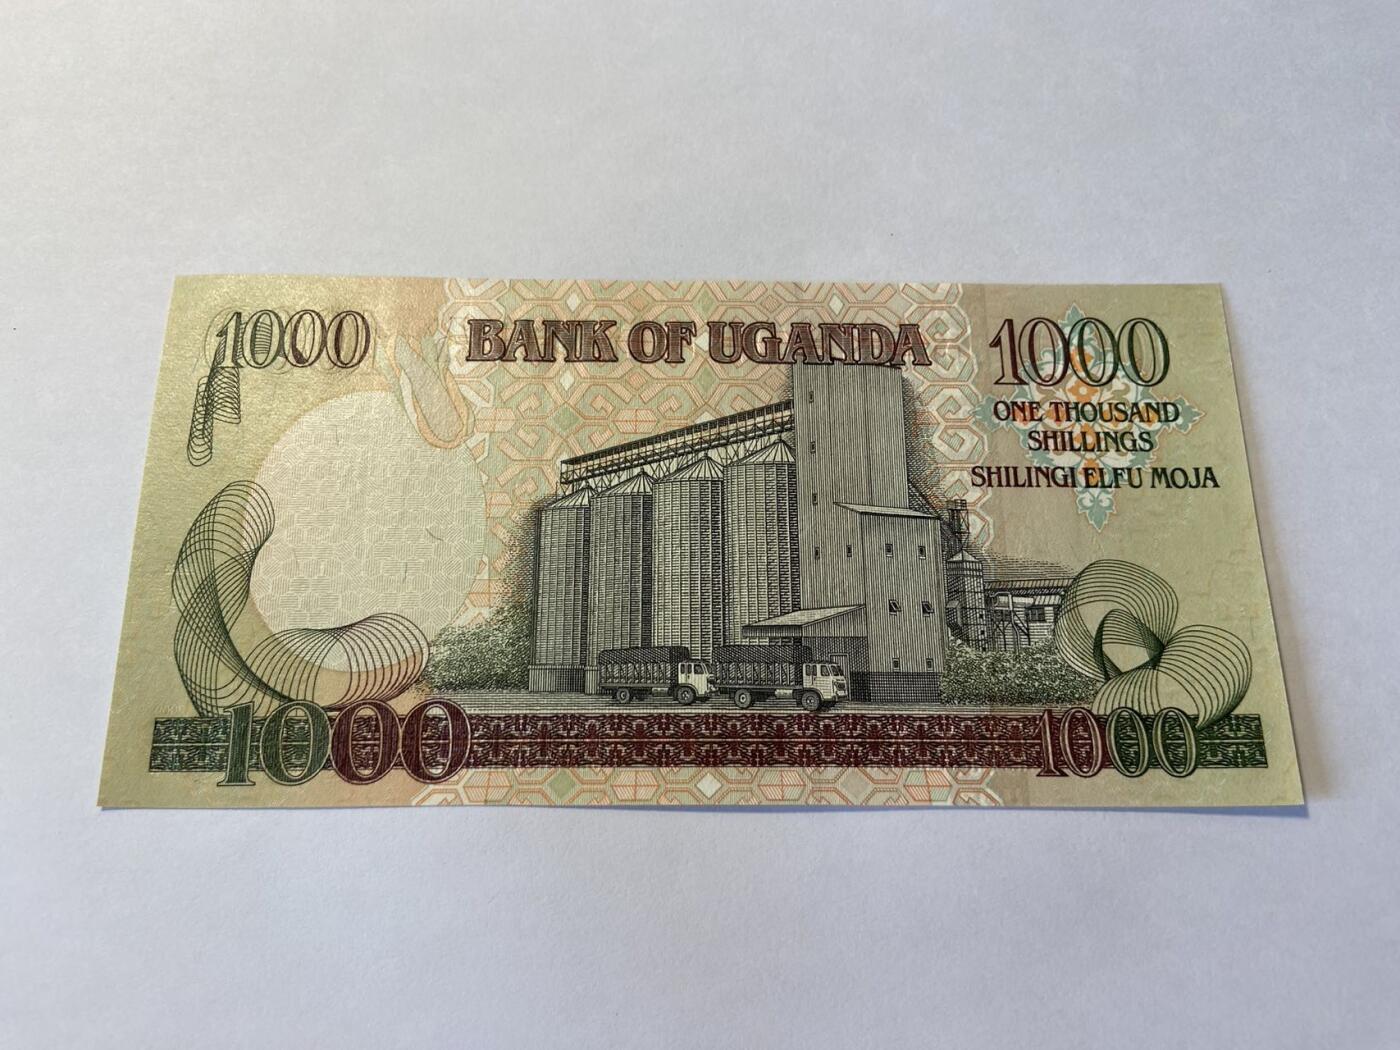 1000
BANK OF UGANDA
1000
ONE THOUSAND
SHILLINGS
SHILINGI ELFU MOJA
1000
1000